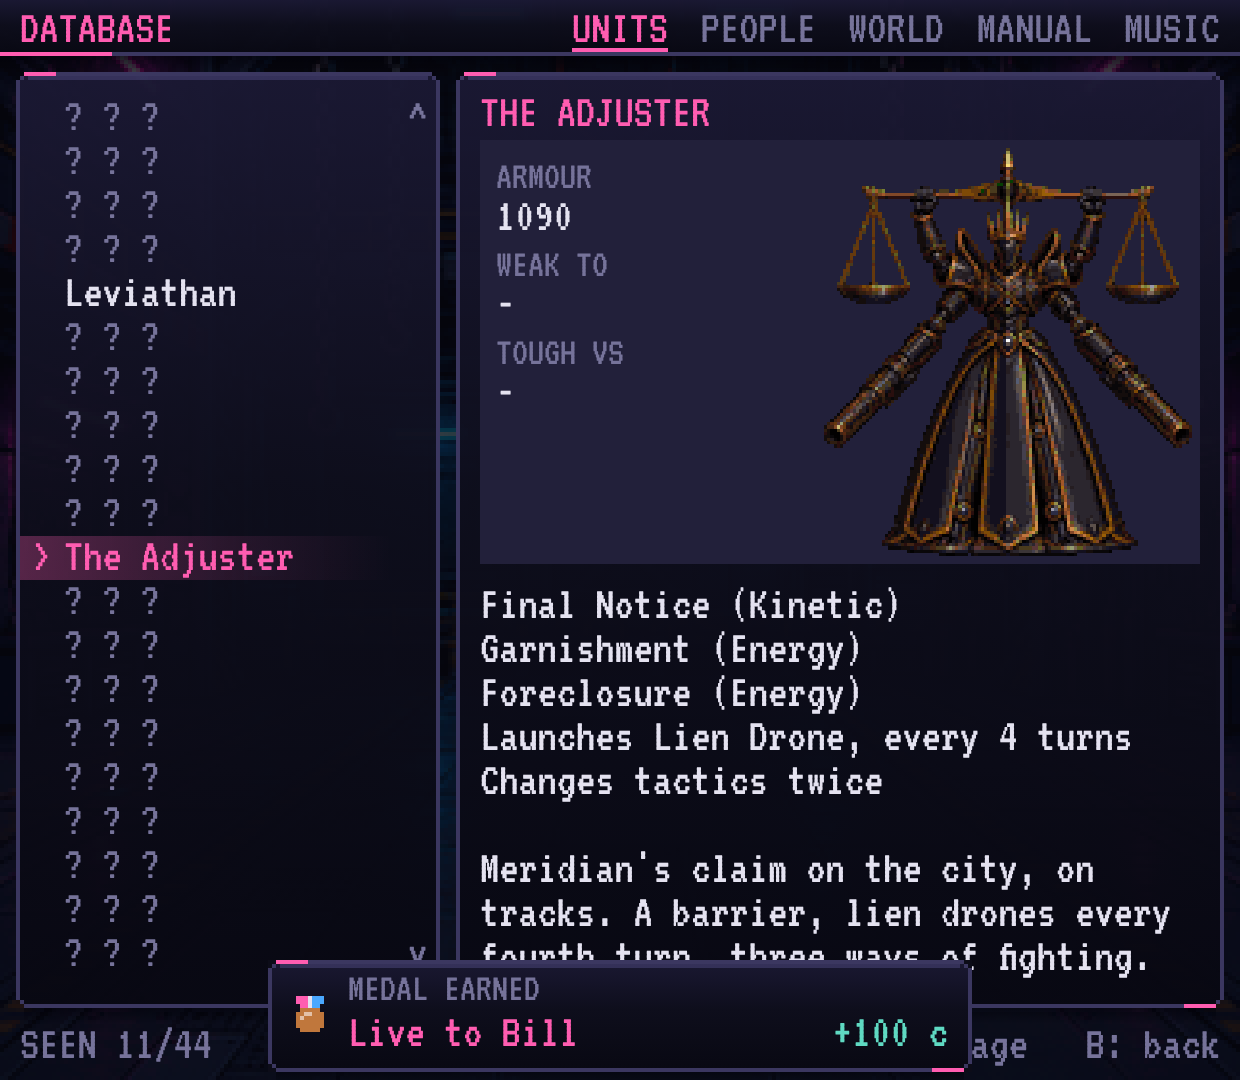 DATABASE
UNITS PEOPLE WORLD MANUAL MUSIC
? ? ?
? ? ?
? ? ?
? ? ?
Leviathan
? ? ?
? ? ?
? ? ?
? ? ?
? ? ?
> The Adjuster
? ? ?
? ? ?
? ? ?
? ? ?
? ? ?
? ? ?
? ? ?
? ? ?
? ? ?
THE ADJUSTER
ARMOUR
1090
WEAK TO
-
TOUGH VS
-
Final Notice (Kinetic)
Garnishment (Energy)
Foreclosure (Energy)
Launches Lien Drone, every 4 turns
Changes tactics twice
Meridian's claim on the city, on
tracks. A barrier, lien drones every
fourth turn, three ways of fighting.
MEDAL EARNED
Live to Bill +100 c
SEEN 11/44
age B: back